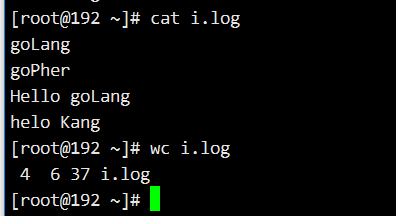 [root@192 ~]# cat i.log
goLang
goPher
Hello goLang
helo Kang
[root@192 ~]# wc i.log
 4  6 37 i.log
[root@192 ~]#